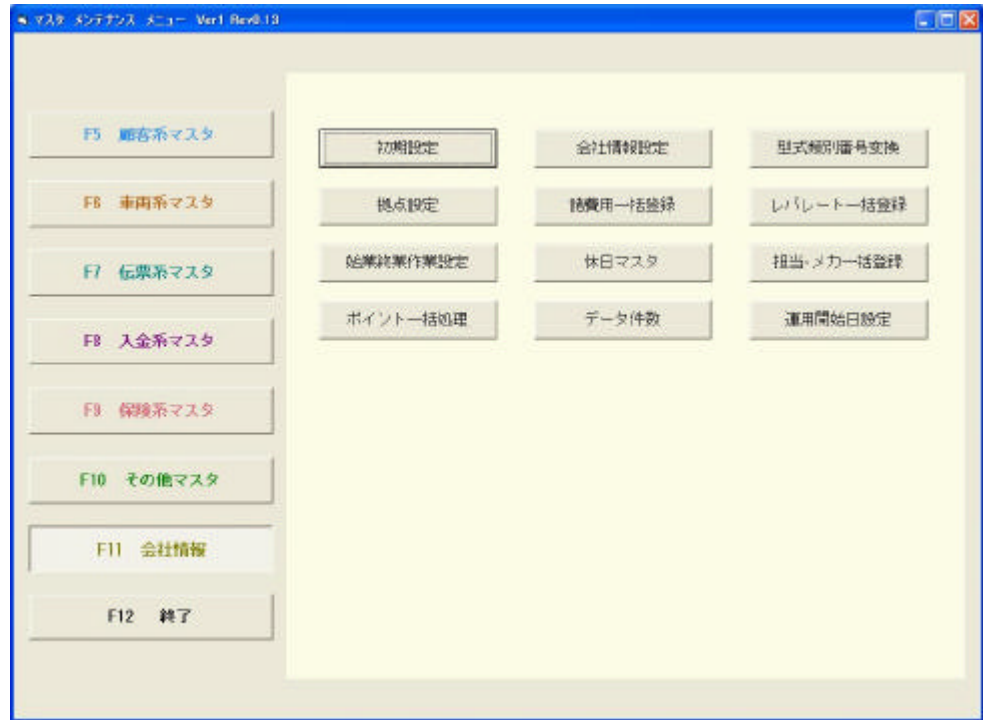 マスタ メンテナンス メニュー Ver1 Rev0.13
F5 顧客系マスタ
F6 車両系マスタ
F7 伝票系マスタ
F8 入金系マスタ
F9 保険系マスタ
F10 その他マスタ
F11 会社情報
F12 終了
初期設定 会社情報設定 型式類別番号変換
拠点設定 諸費用一括登録 レバレート一括登録
始業終業作業設定 休日マスタ 担当・メカ一括登録
ポイント一括処理 データ件数 運用開始日設定